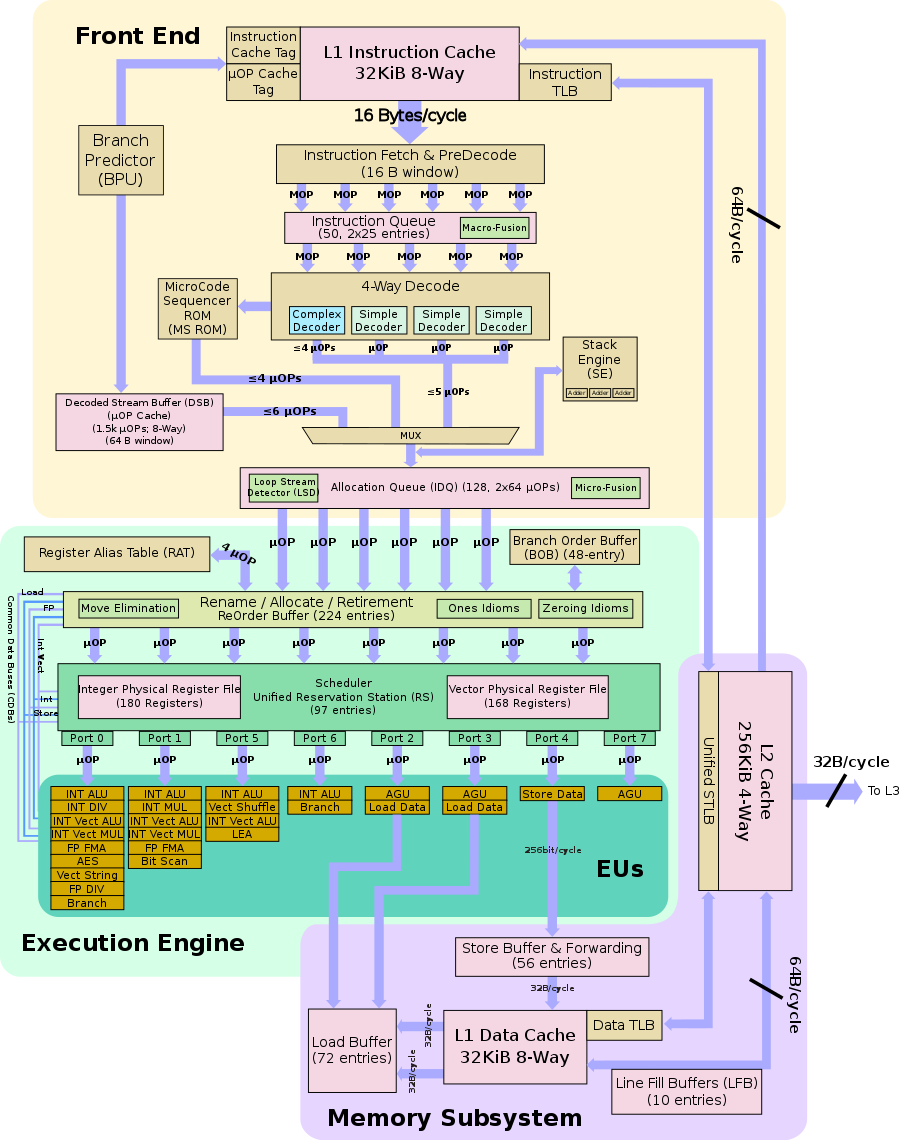 Front End
Instruction
Cache Tag
µOP Cache
Tag
L1 Instruction Cache
32KiB 8-Way
Instruction
TLB
16 Bytes/cycle
Branch
Predictor
(BPU)
Instruction Fetch & PreDecode
(16 B window)
MOP MOP MOP MOP MOP MOP
Instruction Queue
(50, 2x25 entries)
Macro-Fusion
64B/cycle
MOP MOP MOP MOP MOP
4-Way Decode
MicroCode
Sequencer
ROM
(MS ROM)
Complex
Decoder
Simple
Decoder
Simple
Decoder
Simple
Decoder
≤4 µOPs µOP µOP µOP
Stack
Engine
(SE)
Adder Adder Adder
≤4 µOPs
≤5 µOPs
Decoded Stream Buffer (DSB)
(µOP Cache)
(1.5k µOPs; 8-Way)
(64 B window)
≤6 µOPs
MUX
Loop Stream
Detector (LSD)
Allocation Queue (IDQ) (128, 2x64 µOPs)
Micro-Fusion
µOP µOP µOP µOP µOP µOP
Register Alias Table (RAT)
4 µOP
Branch Order Buffer
(BOB) (48-entry)
Load
FP
Common Data Buses (CDBs)
Int Vect
Int
Store
Move Elimination
Rename / Allocate / Retirement
ReOrder Buffer (224 entries)
Ones Idioms
Zeroing Idioms
µOP µOP µOP µOP µOP µOP µOP µOP
Integer Physical Register File
(180 Registers)
Scheduler
Unified Reservation Station (RS)
(97 entries)
Vector Physical Register File
(168 Registers)
Port 0 Port 1 Port 5 Port 6 Port 2 Port 3 Port 4 Port 7
µOP µOP µOP µOP µOP µOP µOP µOP
INT ALU
INT DIV
INT Vect ALU
INT Vect MUL
FP FMA
AES
Vect String
FP DIV
Branch
INT ALU
INT MUL
INT Vect ALU
INT Vect MUL
FP FMA
Bit Scan
INT ALU
Vect Shuffle
INT Vect ALU
LEA
INT ALU
Branch
AGU
Load Data
AGU
Load Data
Store Data
AGU
256bit/cycle
EUs
Execution Engine
Unified STLB
L2 Cache
256KiB 4-Way
32B/cycle
To L3
Store Buffer & Forwarding
(56 entries)
32B/cycle
64B/cycle
Load Buffer
(72 entries)
32B/cycle
32B/cycle
L1 Data Cache
32KiB 8-Way
Data TLB
Line Fill Buffers (LFB)
(10 entries)
Memory Subsystem